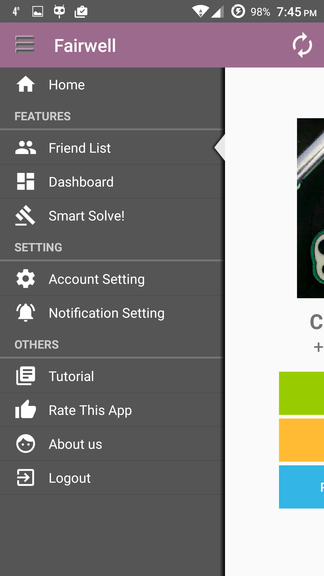 4°
98% 7:45 PM
Fairwell
Home
FEATURES
Friend List
Dashboard
Smart Solve!
SETTING
Account Setting
Notification Setting
OTHERS
Tutorial
Rate This App
About us
Logout
C
+